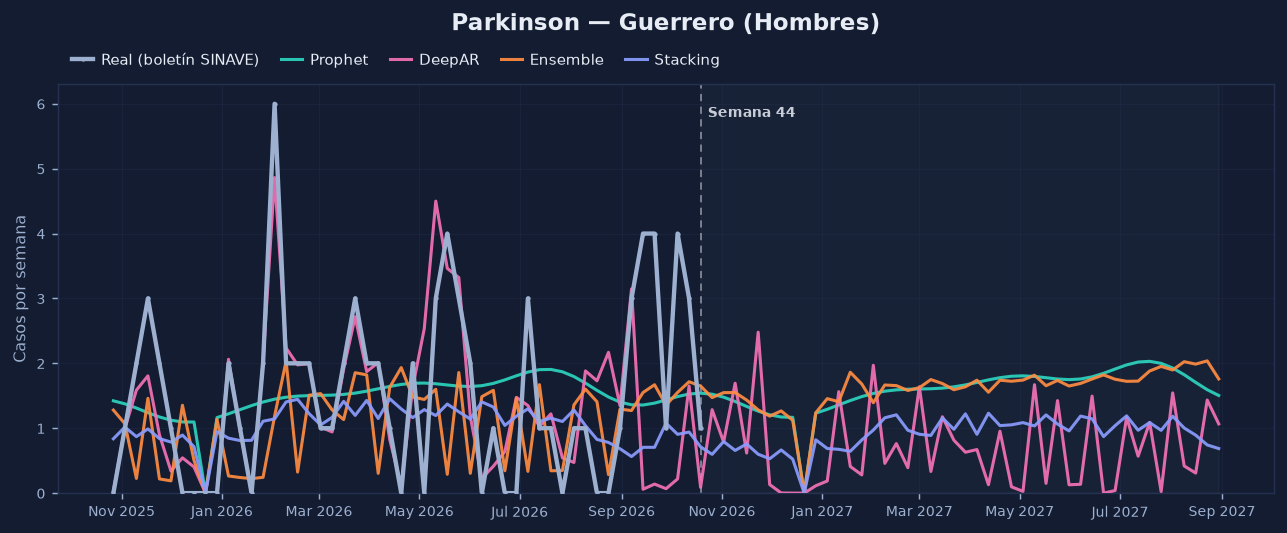 Parkinson — Guerrero (Hombres)
Real (boletín SINAVE) Prophet DeepAR Ensemble Stacking
Semana 44
Casos por semana
6
5
4
3
2
1
0
Nov 2025 Jan 2026 Mar 2026 May 2026 Jul 2026 Sep 2026 Nov 2026 Jan 2027 Mar 2027 May 2027 Jul 2027 Sep 2027